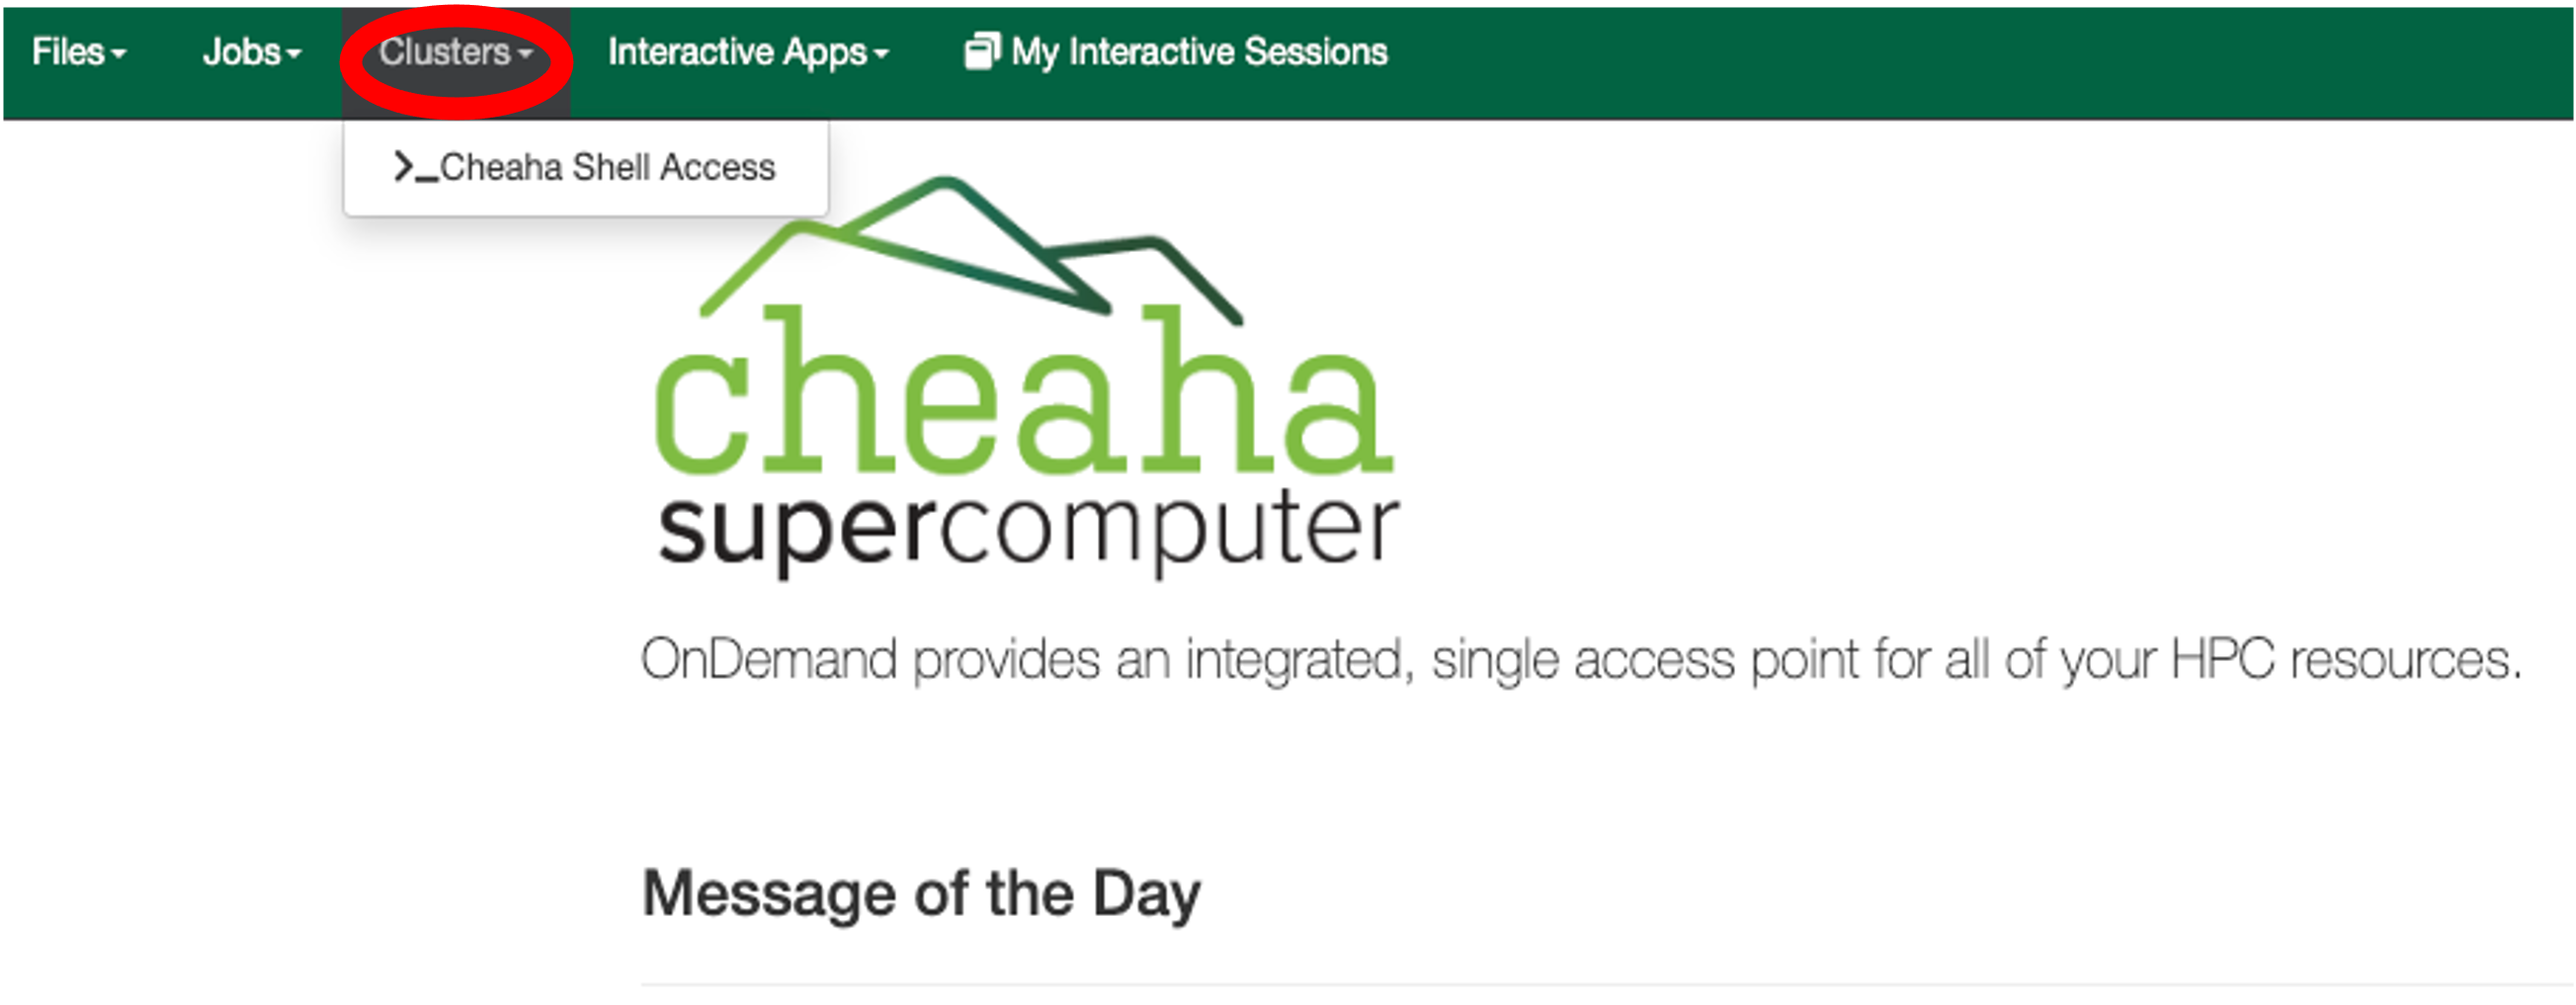 Files Jobs Clusters Interactive Apps My Interactive Sessions
>_Cheaha Shell Access
cheaha
supercomputer
OnDemand provides an integrated, single access point for all of your HPC resources.
Message of the Day